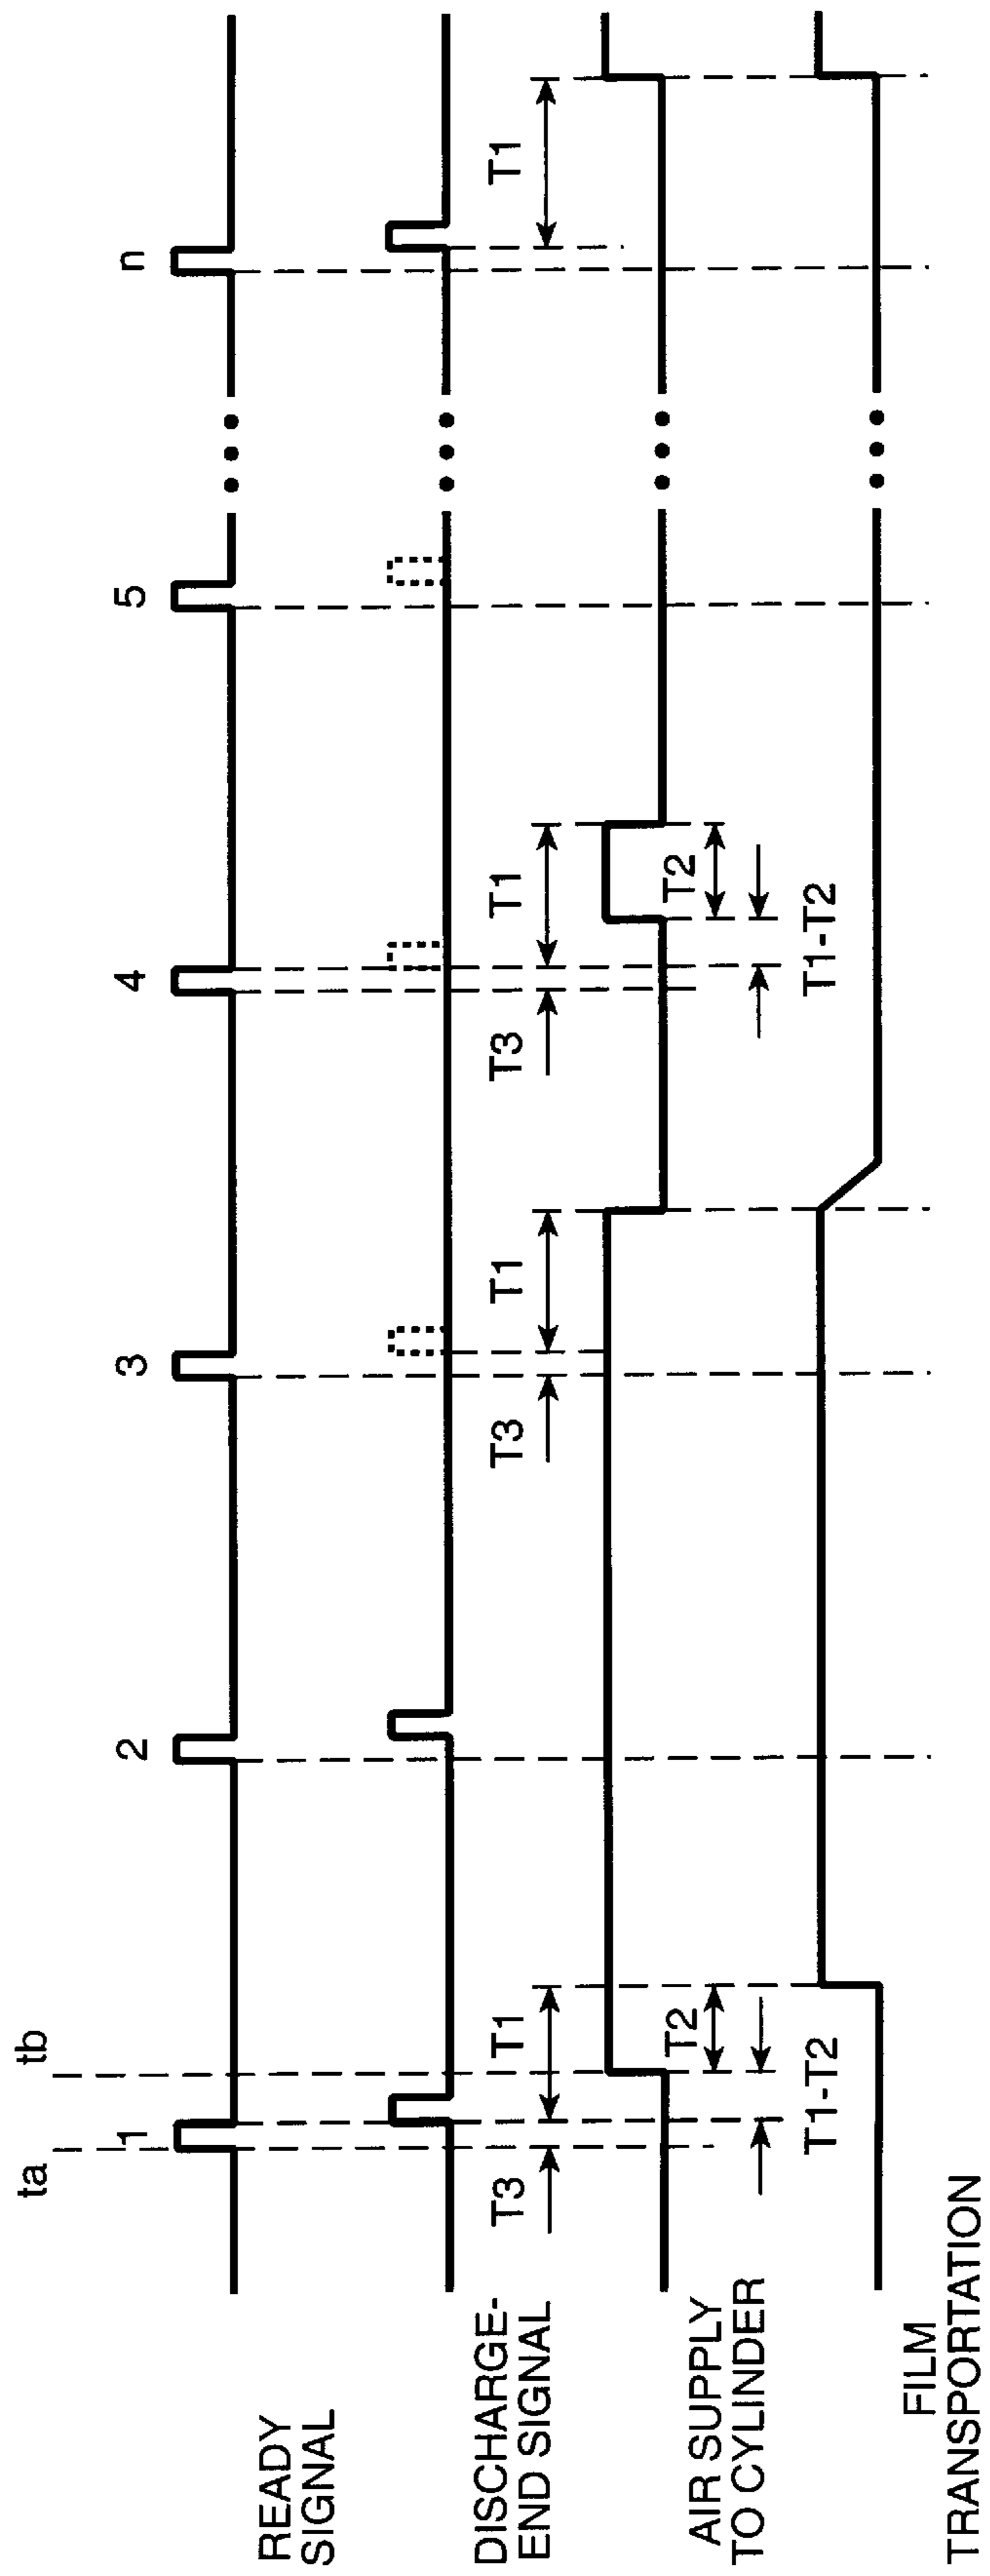 ta
tb
1
2
3
4
5
n
READY
SIGNAL
DISCHARGE-
END SIGNAL
T3
T1
T3
T1
T3
T1
T1
AIR SUPPLY
TO CYLINDER
T2
T1-T2
T2
T1-T2
FILM
TRANSPORTATION